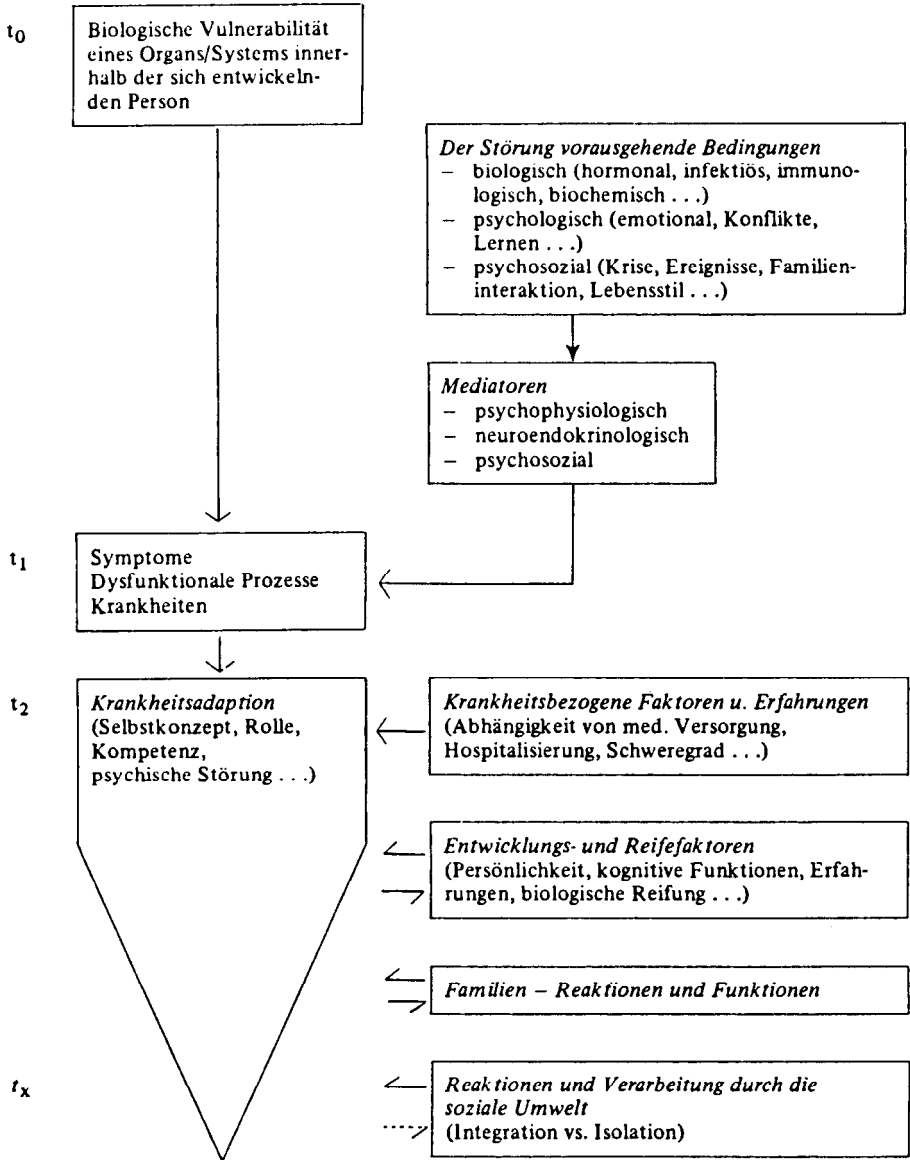 t0
Biologische Vulnerabilität
eines Organs/Systems inner-
halb der sich entwickeln-
den Person
Der Störung vorausgehende Bedingungen
– biologisch (hormonal, infektiös, immuno-
logisch, biochemisch . . .)
– psychologisch (emotional, Konflikte,
Lernen . . .)
– psychosozial (Krise, Ereignisse, Familien-
interaktion, Lebensstil . . .)
Mediatoren
– psychophysiologisch
– neuroendokrinologisch
– psychosozial
t1
Symptome
Dysfunktionale Prozesse
Krankheiten
t2
Krankheitsadaption
(Selbstkonzept, Rolle,
Kompetenz,
psychische Störung . . .)
Krankheitsbezogene Faktoren u. Erfahrungen
(Abhängigkeit von med. Versorgung,
Hospitalisierung, Schweregrad . . .)
Entwicklungs- und Reifefaktoren
(Persönlichkeit, kognitive Funktionen, Erfah-
rungen, biologische Reifung . . .)
Familien – Reaktionen und Funktionen
tx
Reaktionen und Verarbeitung durch die
soziale Umwelt
(Integration vs. Isolation)